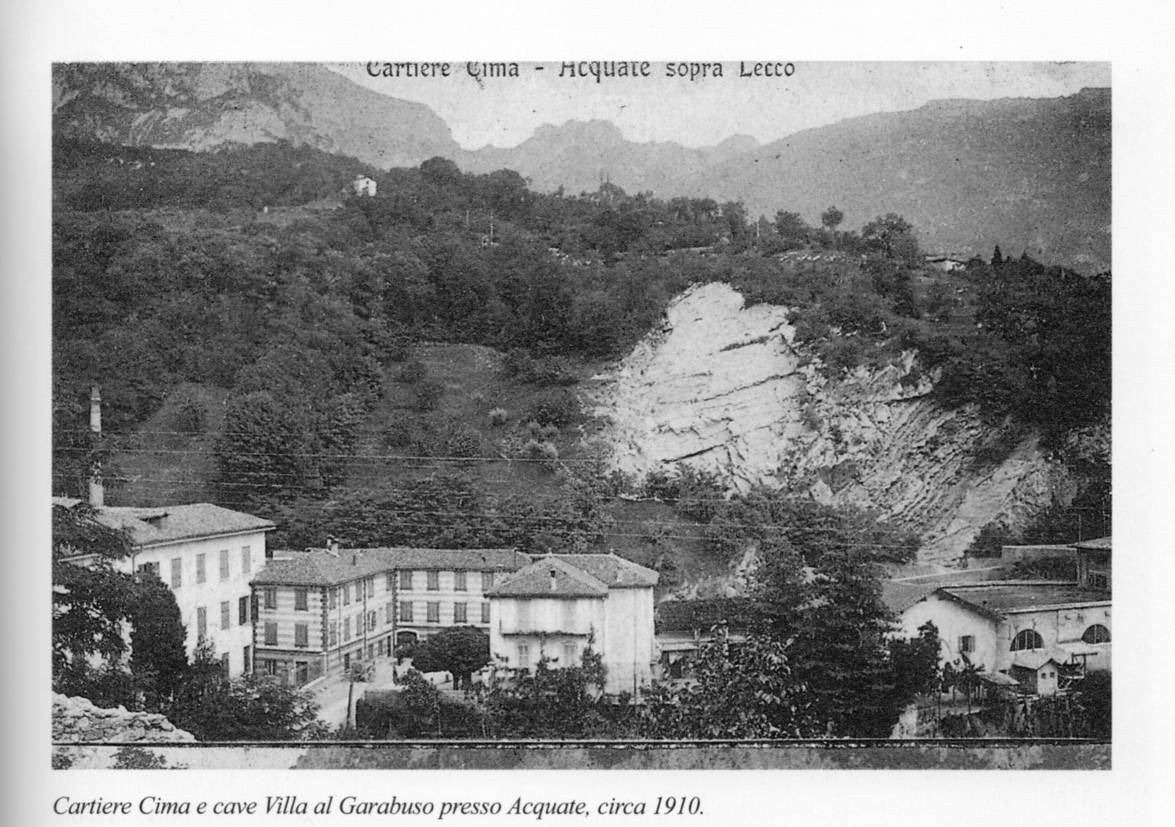 Cartiere Cima - Acquate sopra Lecco
Cartiere Cima e cave Villa al Garabuso presso Acquate, circa 1910.